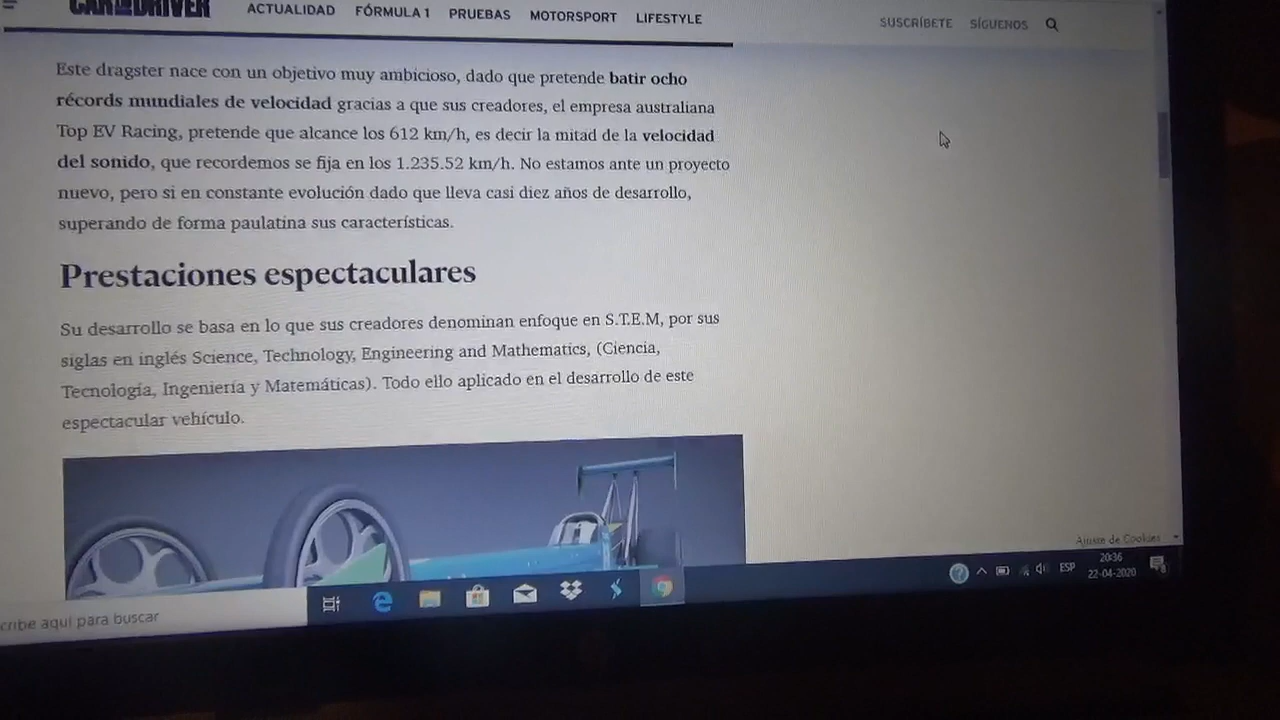 CAR AND DRIVER
ACTUALIDAD FÓRMULA 1 PRUEBAS MOTORSPORT LIFESTYLE
SUSCRÍBETE SÍGUENOS
Este dragster nace con un objetivo muy ambicioso, dado que pretende batir ocho
récords mundiales de velocidad gracias a que sus creadores, el empresa australiana
Top EV Racing, pretende que alcance los 612 km/h, es decir la mitad de la velocidad
del sonido, que recordemos se fija en los 1.235.52 km/h. No estamos ante un proyecto
nuevo, pero si en constante evolución dado que lleva casi diez años de desarrollo,
superando de forma paulatina sus características.
Prestaciones espectaculares
Su desarrollo se basa en lo que sus creadores denominan enfoque en S.T.E.M, por sus
siglas en inglés Science, Technology, Engineering and Mathematics, (Ciencia,
Tecnología, Ingeniería y Matemáticas). Todo ello aplicado en el desarrollo de este
espectacular vehículo.
Ajuste de Cookies
cribe aquí para buscar
ESP
20:36
22-04-2020